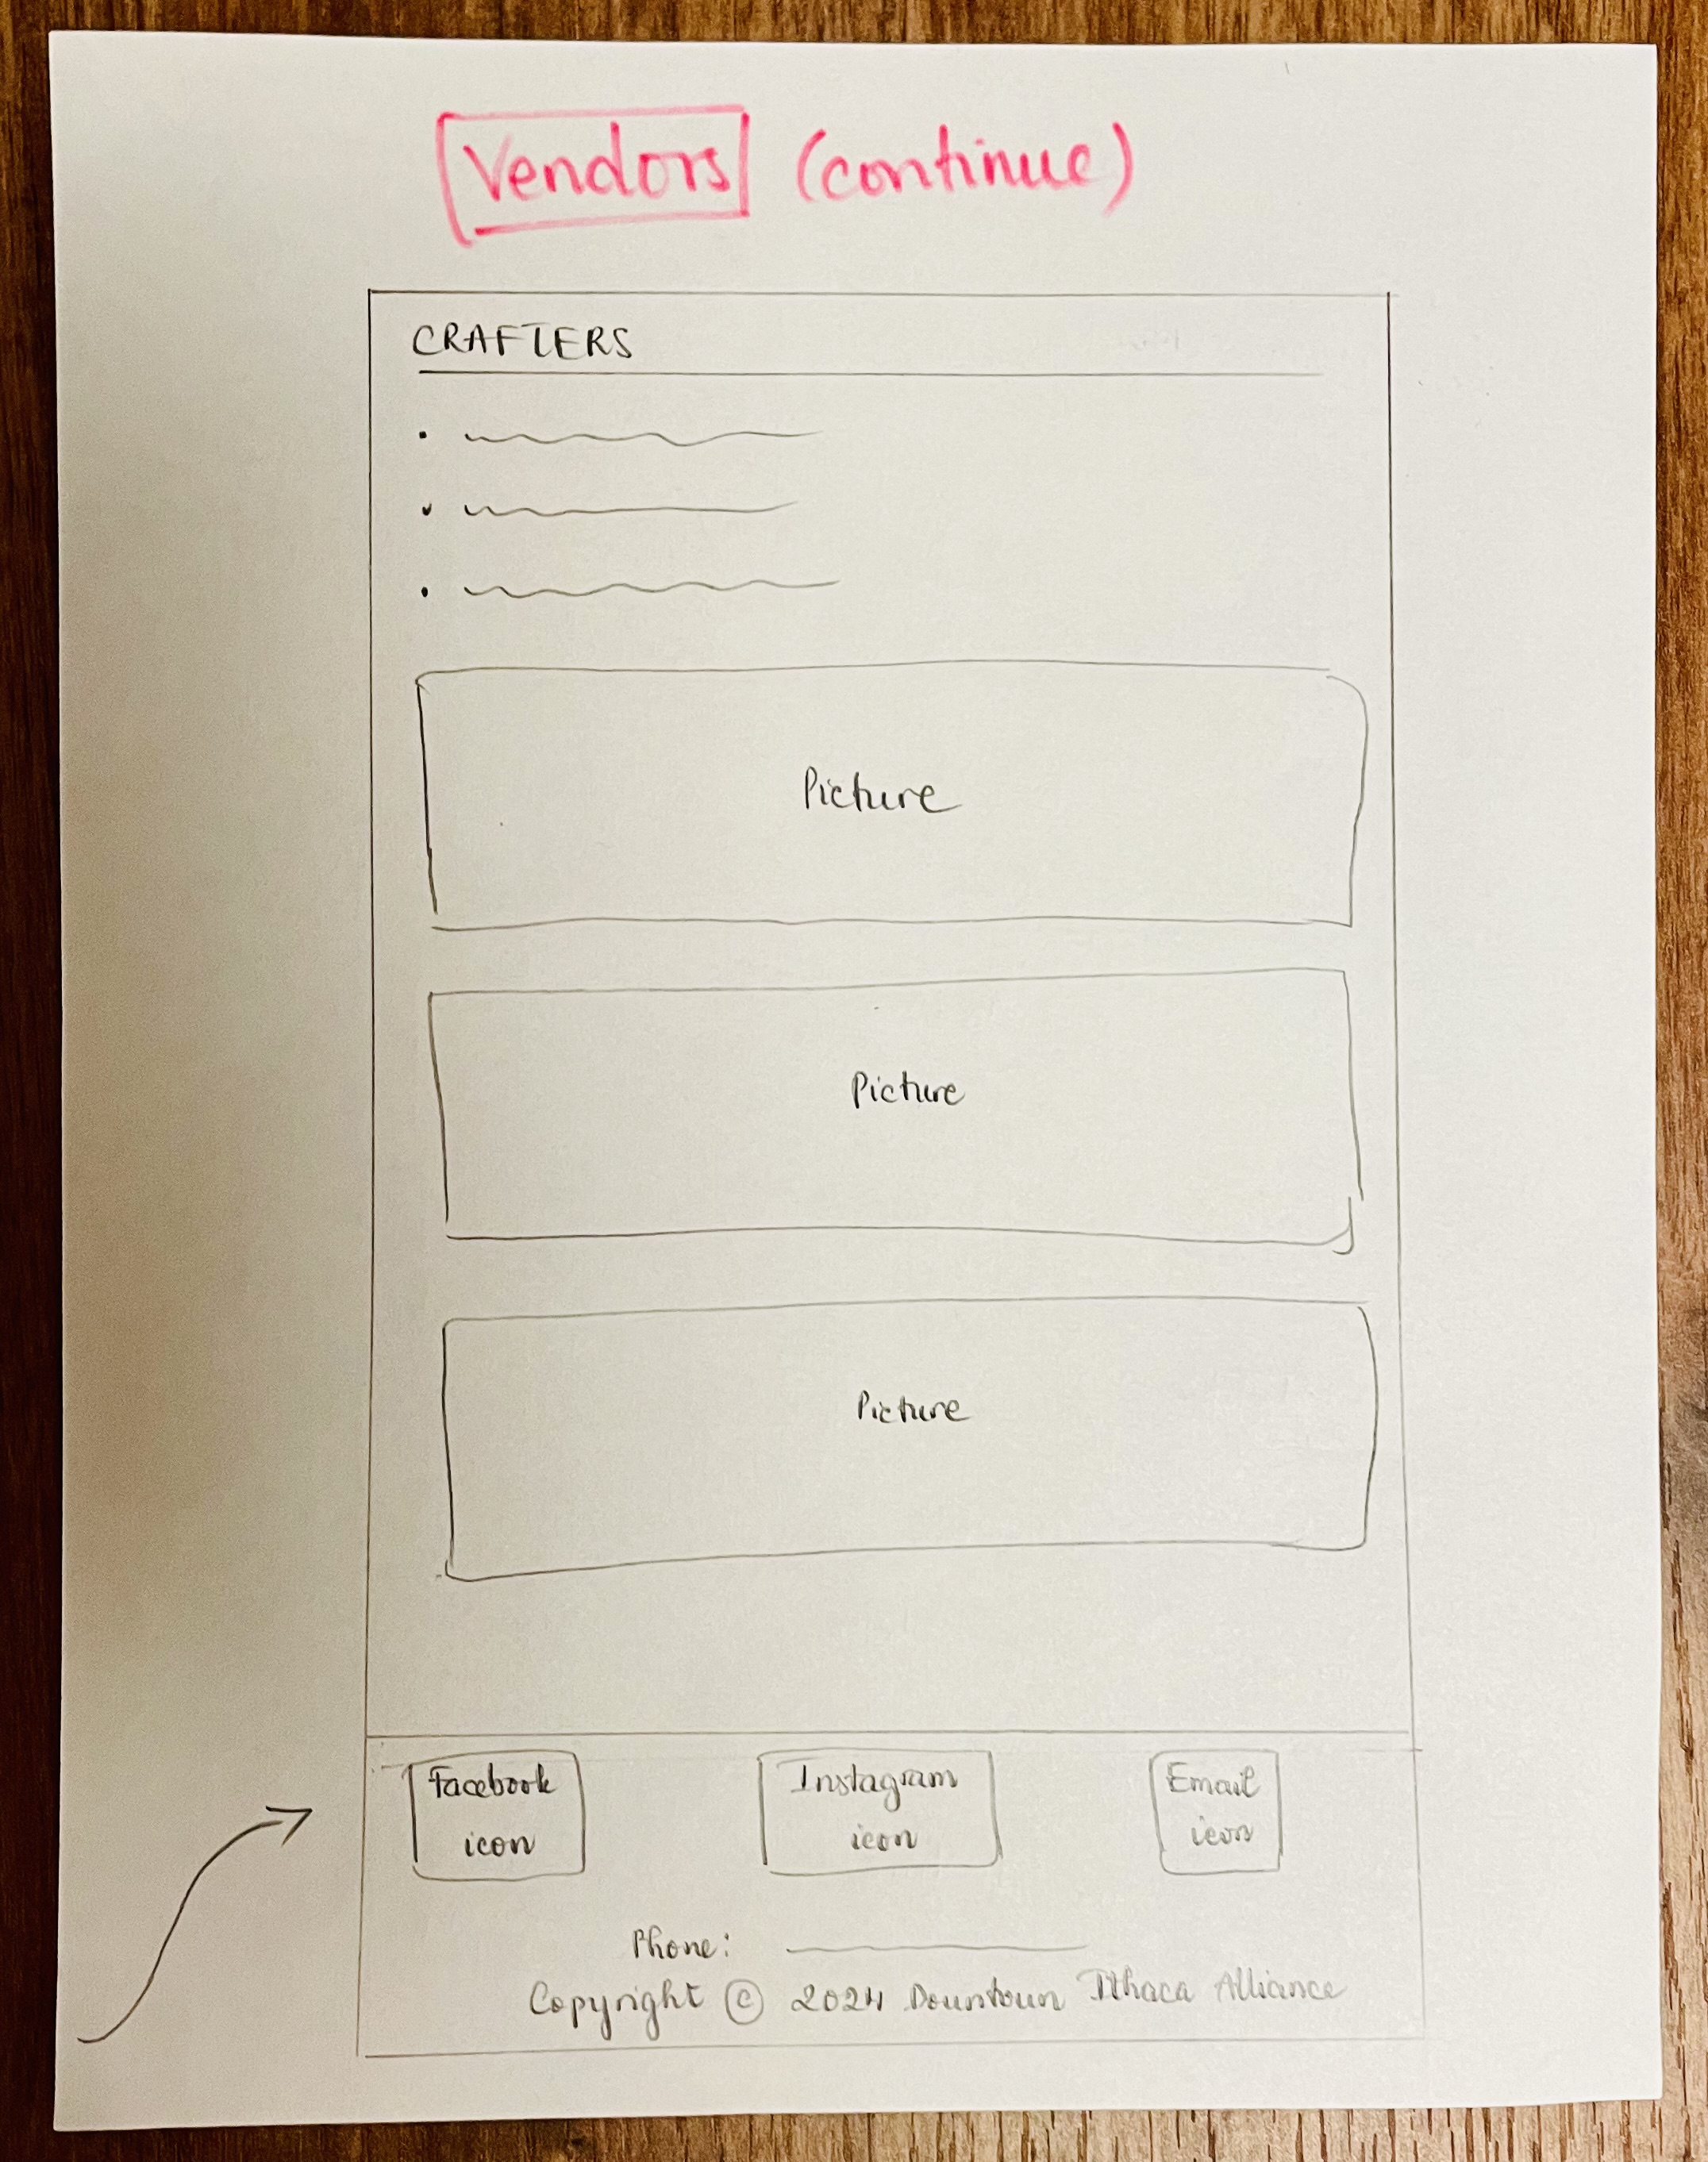 Vendors (continue)
CRAFTERS
Picture
Picture
Picture
Facebook
icon
Instagram
icon
Email
icon
Phone:
Copyright © 2024 Downtown Ithaca Alliance